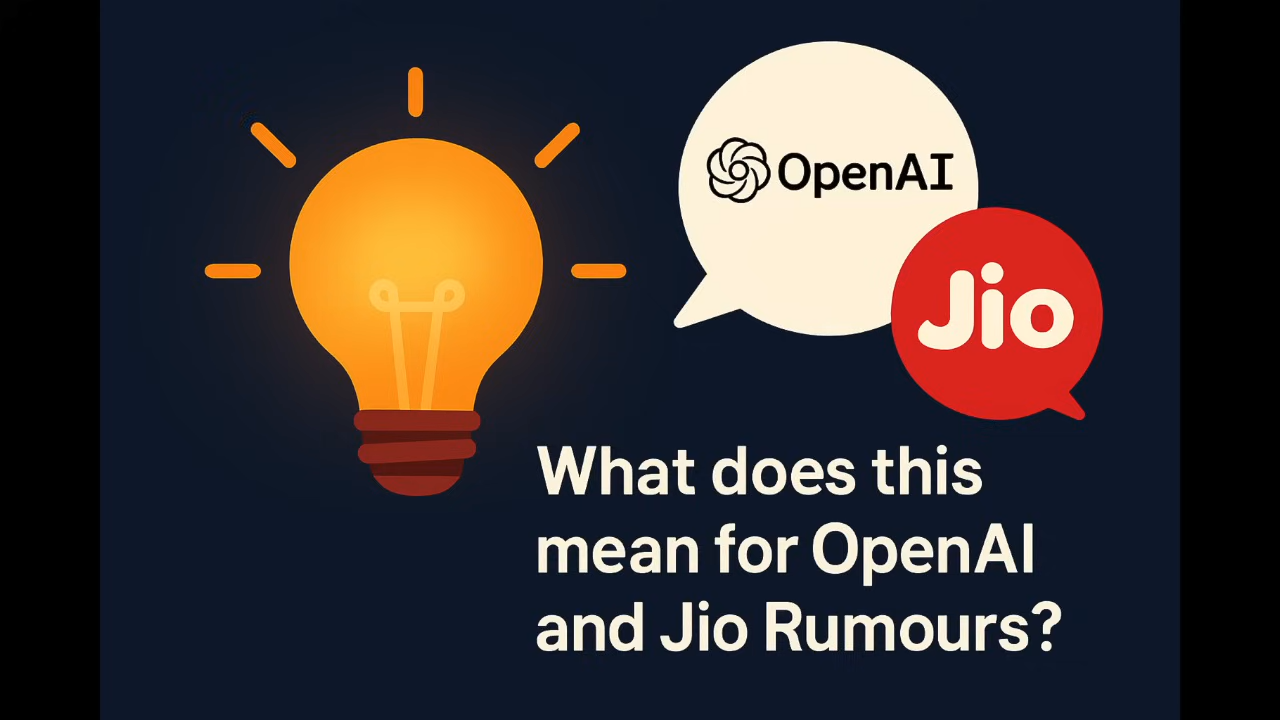 OpenAI
Jio
What does this
mean for OpenAI
and Jio Rumours?